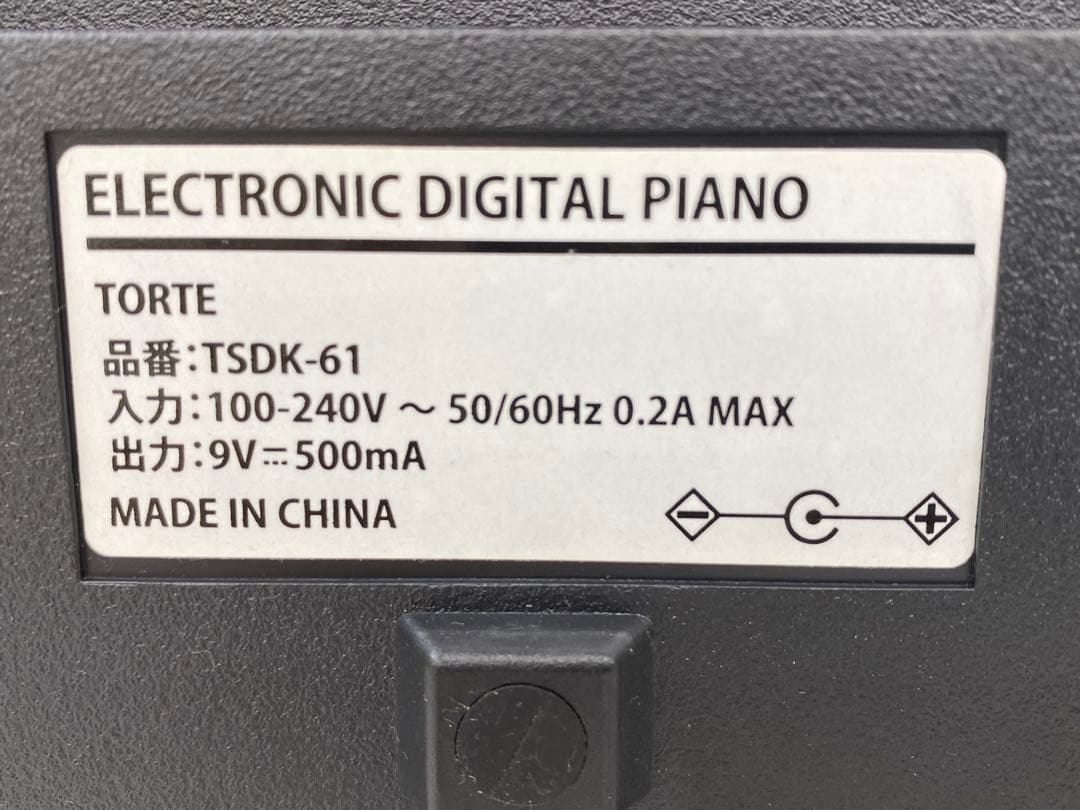 ELECTRONIC DIGITAL PIANO
TORTE
品番:TSDK-61
入力:100-240V ～ 50/60Hz 0.2A MAX
出力:9V⎓500mA
MADE IN CHINA